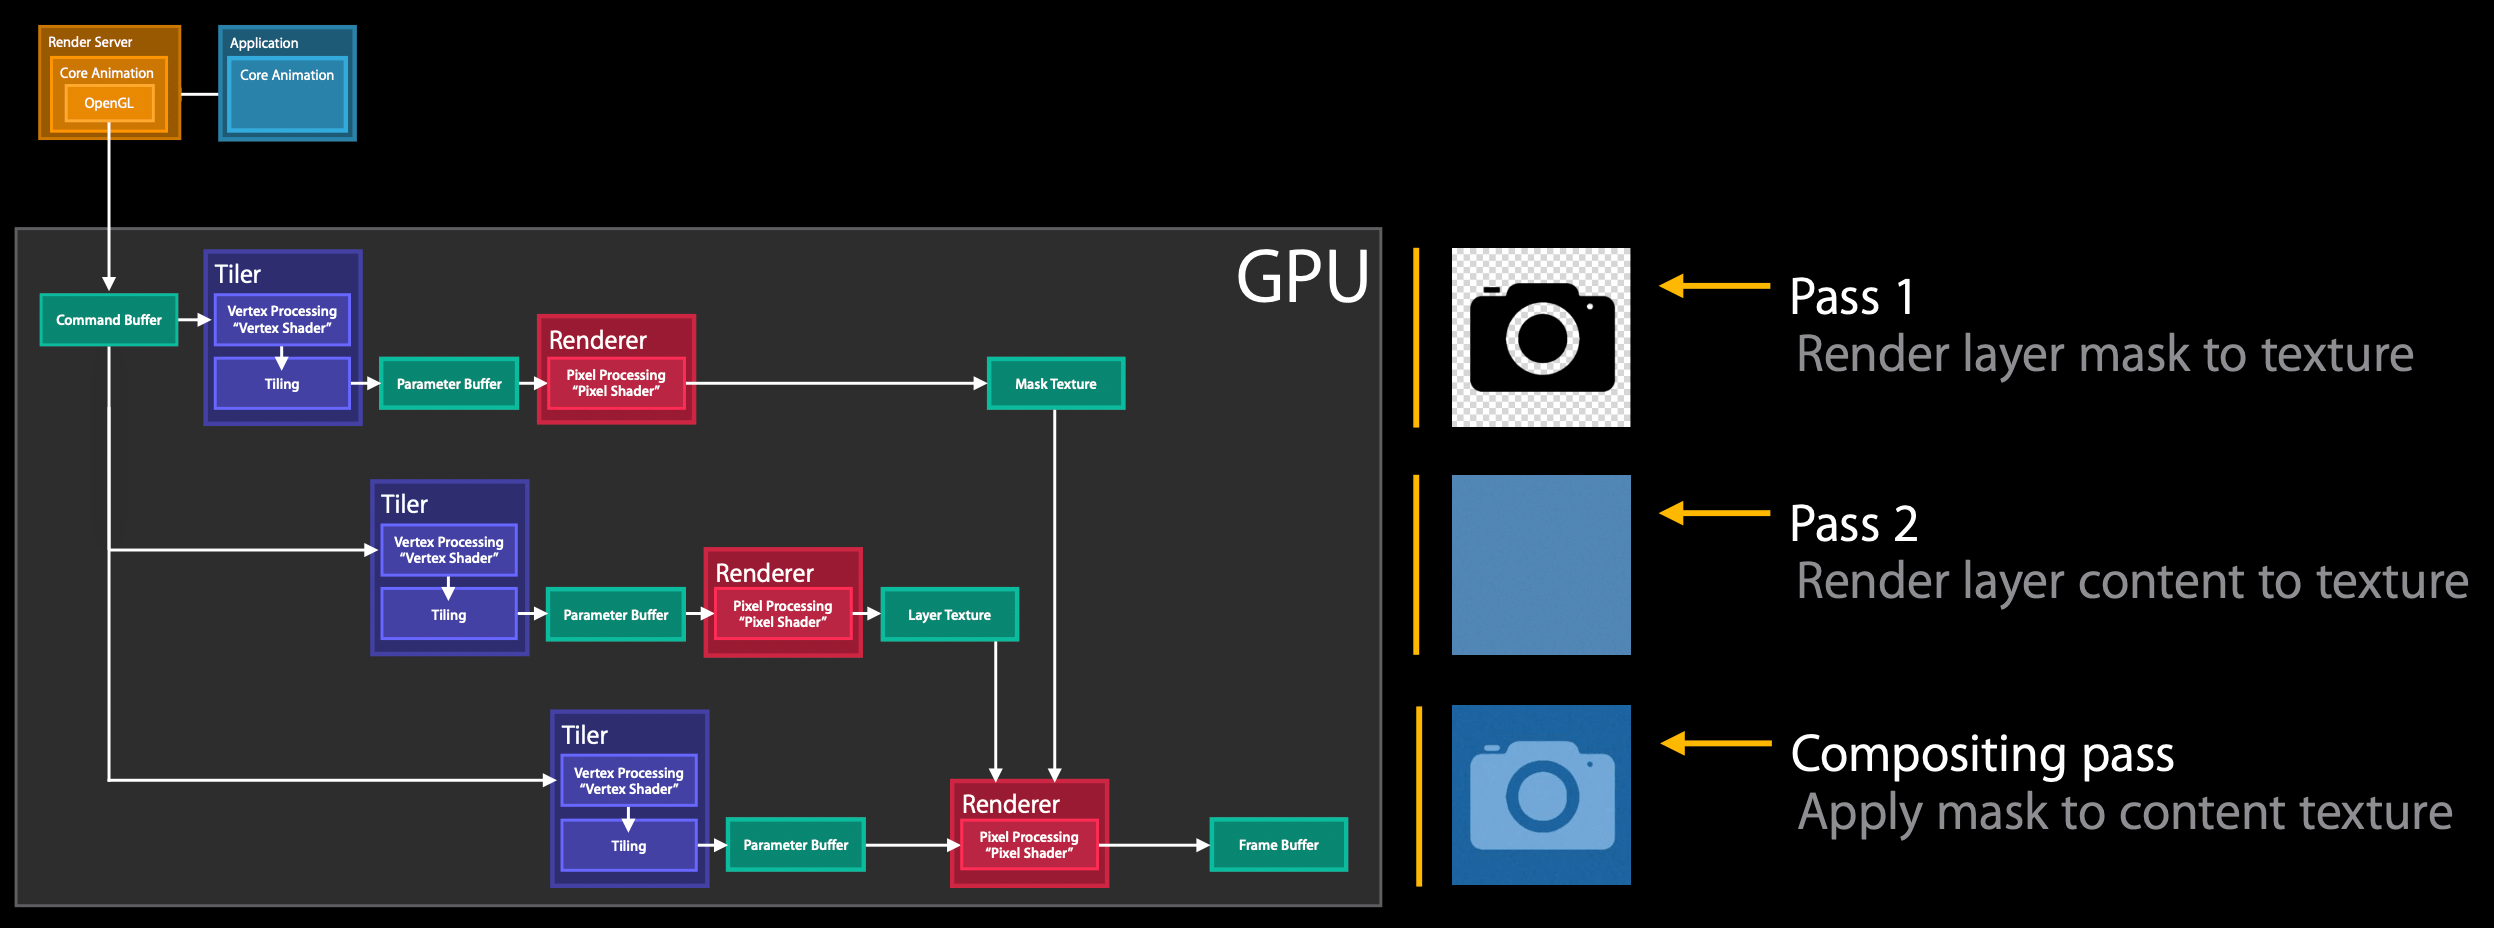 Render Server
Core Animation
OpenGL
Application
Core Animation
GPU
Command Buffer
Tiler
Vertex Processing
“Vertex Shader”
Tiling
Parameter Buffer
Renderer
Pixel Processing
“Pixel Shader”
Mask Texture
Pass 1
Render layer mask to texture
Tiler
Vertex Processing
“Vertex Shader”
Tiling
Parameter Buffer
Renderer
Pixel Processing
“Pixel Shader”
Layer Texture
Pass 2
Render layer content to texture
Tiler
Vertex Processing
“Vertex Shader”
Tiling
Parameter Buffer
Renderer
Pixel Processing
“Pixel Shader”
Frame Buffer
Compositing pass
Apply mask to content texture